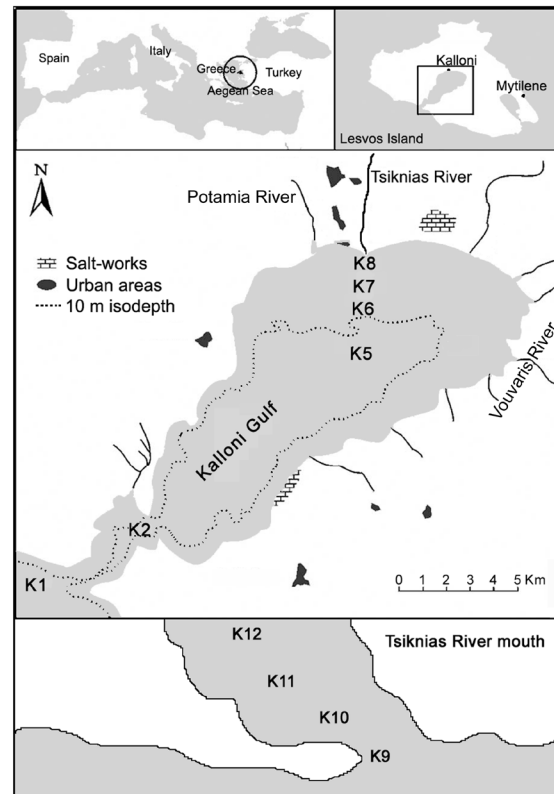 Spain
Italy
Greece
Turkey
Aegean Sea
Kalloni
Mytilene
Lesvos Island
N
Potamia River
Tsiknias River
Salt-works
Urban areas
10 m isodepth
K8
K7
K6
K5
Vouvaris River
Kalloni Gulf
K2
K1
0 1 2 3 4 5 Km
K12
Tsiknias River mouth
K11
K10
K9